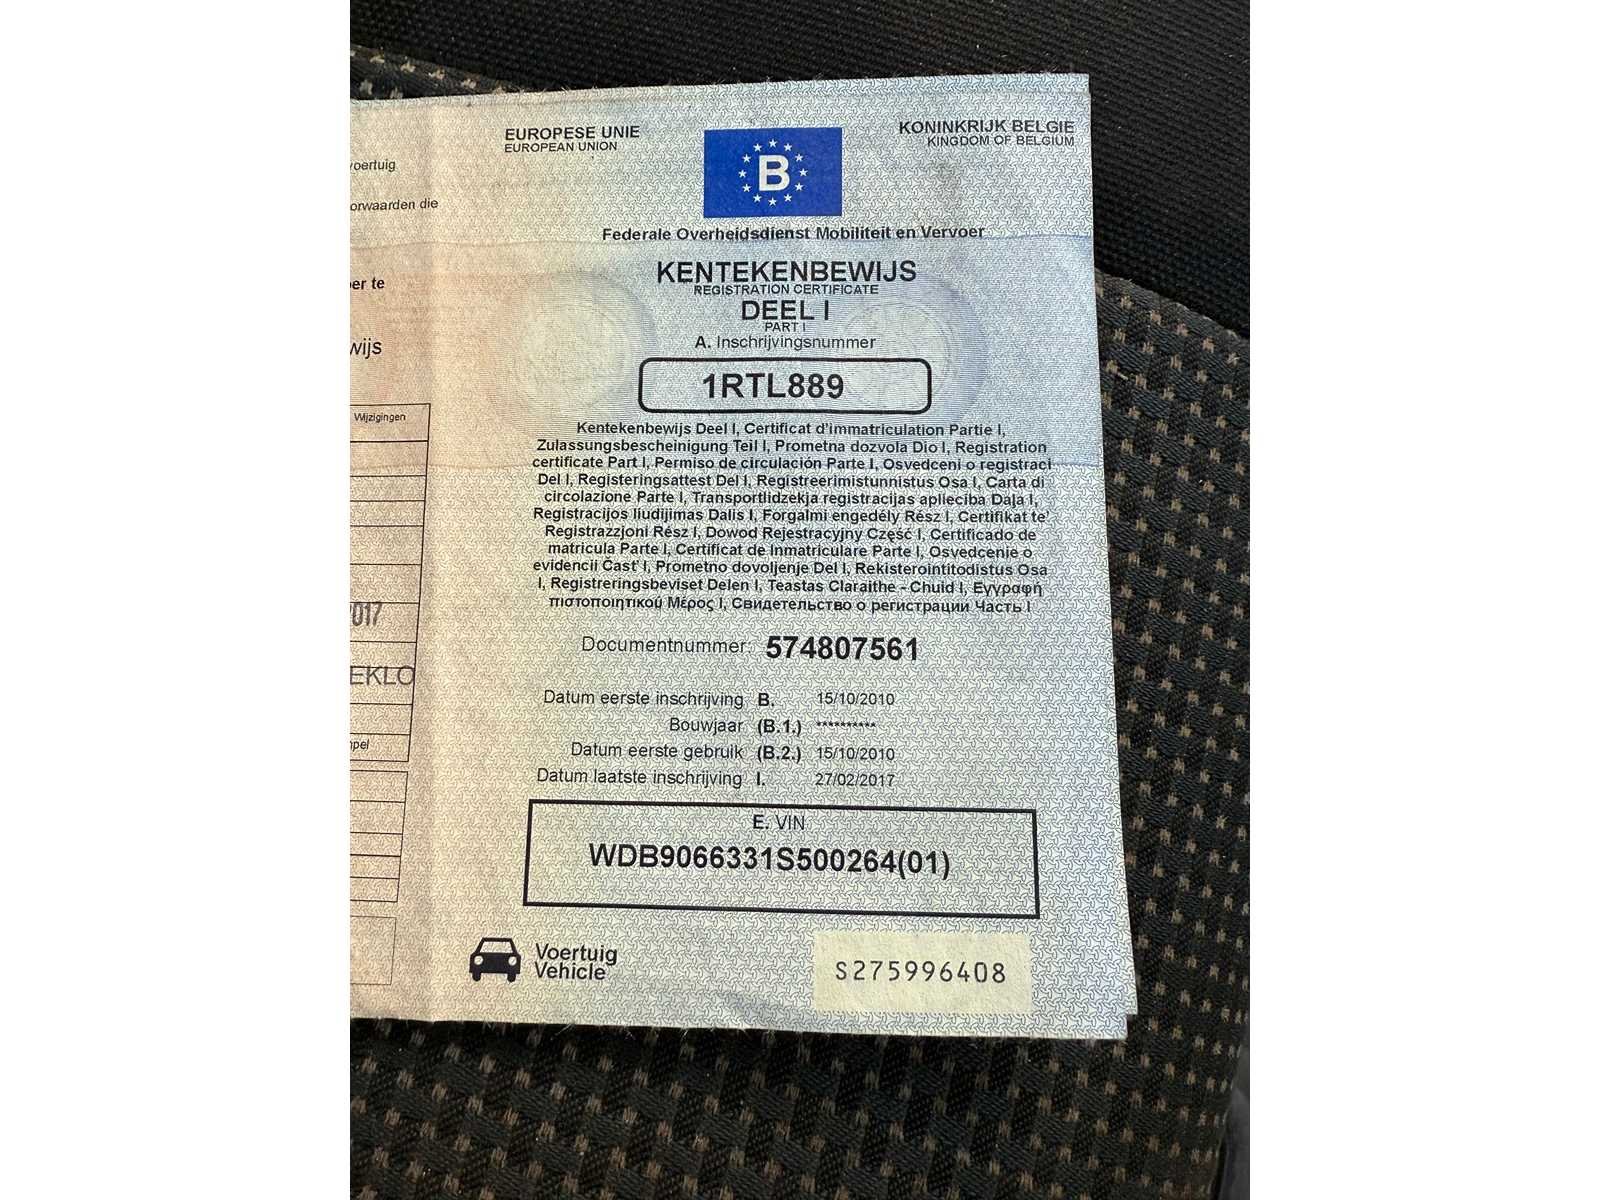 voertuig
orwaarden die
er te
wijs
Wijzigingen
2017
EKLO
mpel
EUROPESE UNIE
EUROPEAN UNION
B
KONINKRIJK BELGIE
KINGDOM OF BELGIUM
Federale Overheidsdienst Mobiliteit en Vervoer
KENTEKENBEWIJS
REGISTRATION CERTIFICATE
DEEL I
PART I
A. Inschrijvingsnummer
1RTL889
Kentekenbewijs Deel I, Certificat d'immatriculation Partie I,
Zulassungsbescheinigung Teil I, Prometna dozvola Dio I, Registration
certificate Part I, Permiso de circulación Parte I, Osvedceni o registraci
Del I, Registeringsattest Del I, Registreerimistunnistus Osa I, Carta di
circolazione Parte I, Transportlidzekja registracijas aplieciba Daļa I,
Registracijos liudijimas Dalis I, Forgalmi engedély Rész I, Certifikat te'
Registrazzjoni Rész I, Dowod Rejestracyjny Część I, Certificado de
matricula Parte I, Certificat de Inmatriculare Parte I, Osvedcenie o
evidencii Čast' I, Prometno dovoljenje Del I, Rekisterointitodistus Osa
I, Registreringsbeviset Delen I, Teastas Claraithe - Chuid I, Εγγραφή
πιστοποιητικού Μέρος I, Свидетельство о регистрации Часть I
Documentnummer: 574807561
Datum eerste inschrijving B. 15/10/2010
Bouwjaar (B.1.) **********
Datum eerste gebruik (B.2.) 15/10/2010
Datum laatste inschrijving I. 27/02/2017
E. VIN
WDB9066331S500264(01)
Voertuig
Vehicle
S275996408